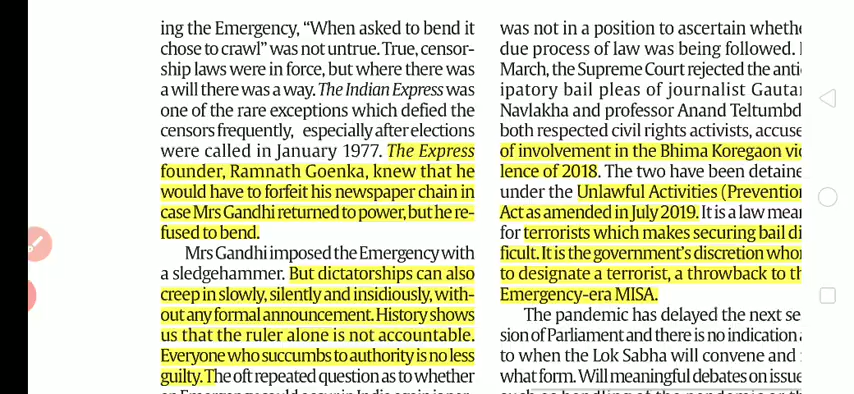 ing the Emergency, “When asked to bend it
chose to crawl” was not untrue. True, censor-
ship laws were in force, but where there was
a will there was a way. The Indian Express was
one of the rare exceptions which defied the
censors frequently, especially after elections
were called in January 1977. The Express
founder, Ramnath Goenka, knew that he
would have to forfeit his newspaper chain in
case Mrs Gandhi returned to power, but he re-
fused to bend.
Mrs Gandhi imposed the Emergency with
a sledgehammer. But dictatorships can also
creep in slowly, silently and insidiously, with-
out any formal announcement. History shows
us that the ruler alone is not accountable.
Everyone who succumbs to authority is no less
guilty. The oft repeated question as to whether
was not in a position to ascertain whethe
due process of law was being followed.
March, the Supreme Court rejected the anti
ipatory bail pleas of journalist Gauta
Navlakha and professor Anand Teltumbd
both respected civil rights activists, accuse
of involvement in the Bhima Koregaon vio
lence of 2018. The two have been detaine
under the Unlawful Activities (Prevention
Act as amended in July 2019. It is a law mean
for terrorists which makes securing bail di
ficult. It is the government’s discretion who
to designate a terrorist, a throwback to th
Emergency-era MISA.
The pandemic has delayed the next se
sion of Parliament and there is no indication
to when the Lok Sabha will convene and
what form. Will meaningful debates on issue
such as handling of the pandemic or th